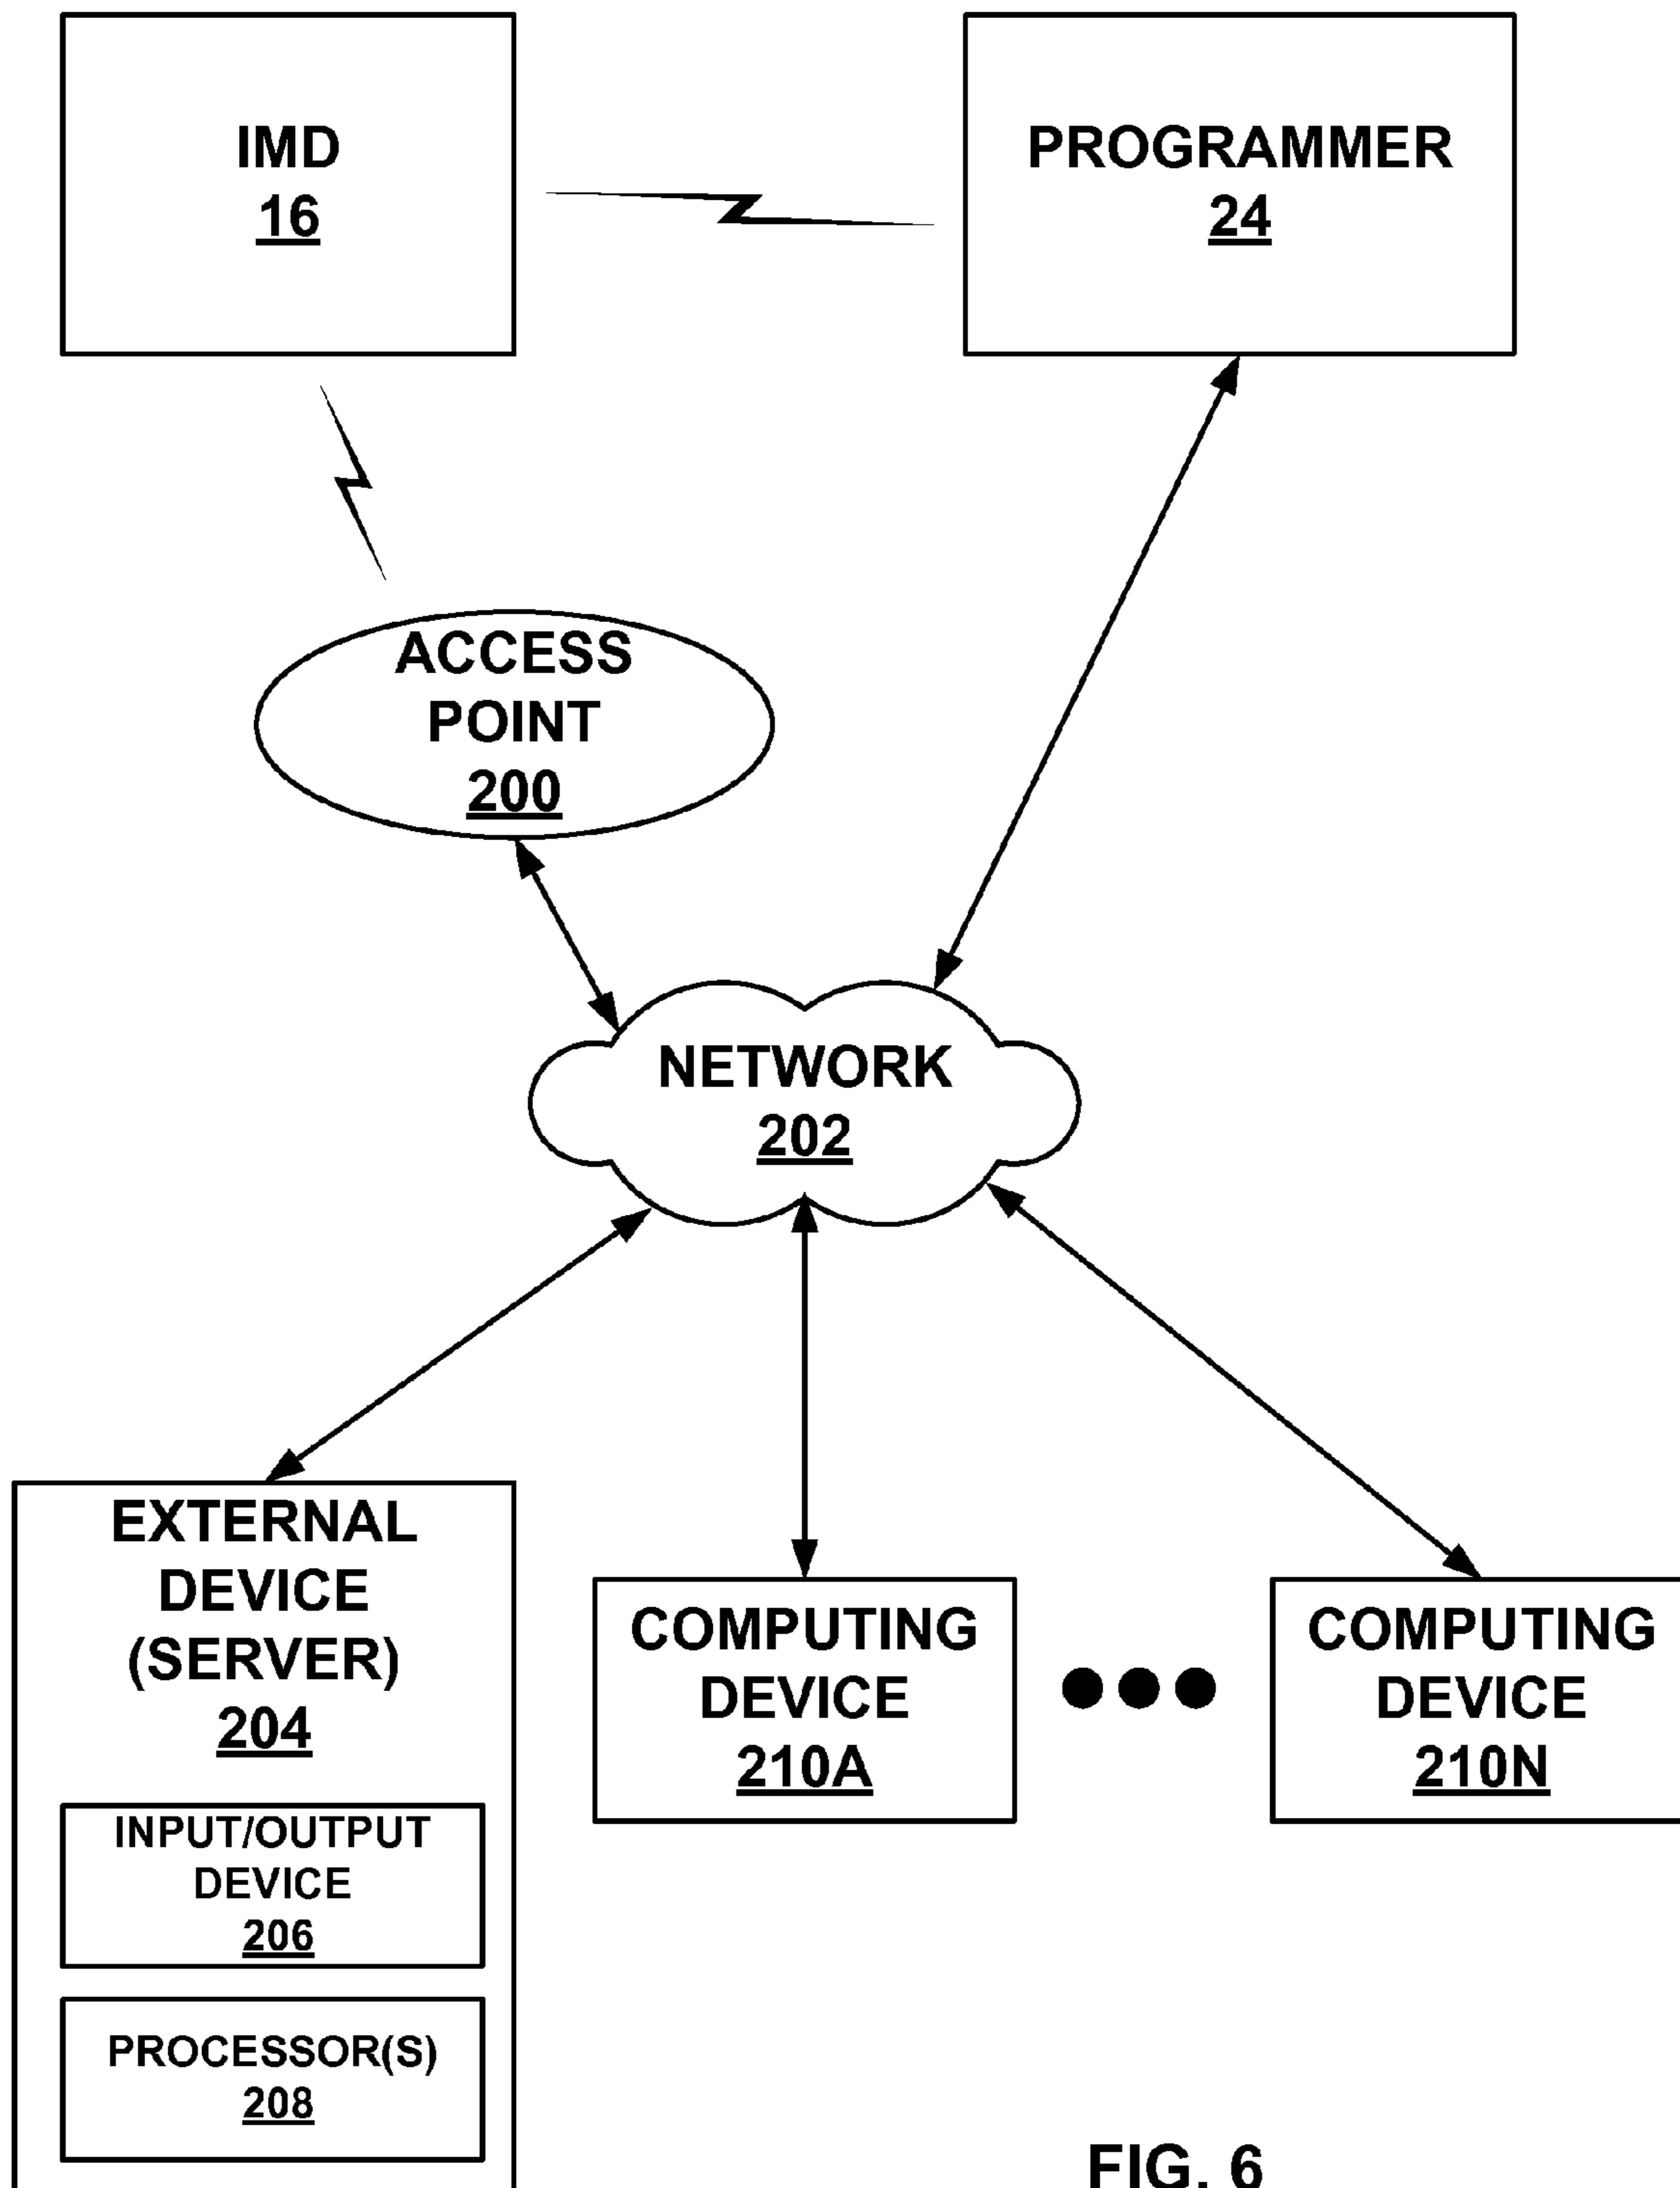 IMD
16
PROGRAMMER
24
ACCESS
POINT
200
NETWORK
202
EXTERNAL
DEVICE
(SERVER)
204
INPUT/OUTPUT
DEVICE
206
PROCESSOR(S)
208
COMPUTING
DEVICE
210A
COMPUTING
DEVICE
210N
FIG. 6